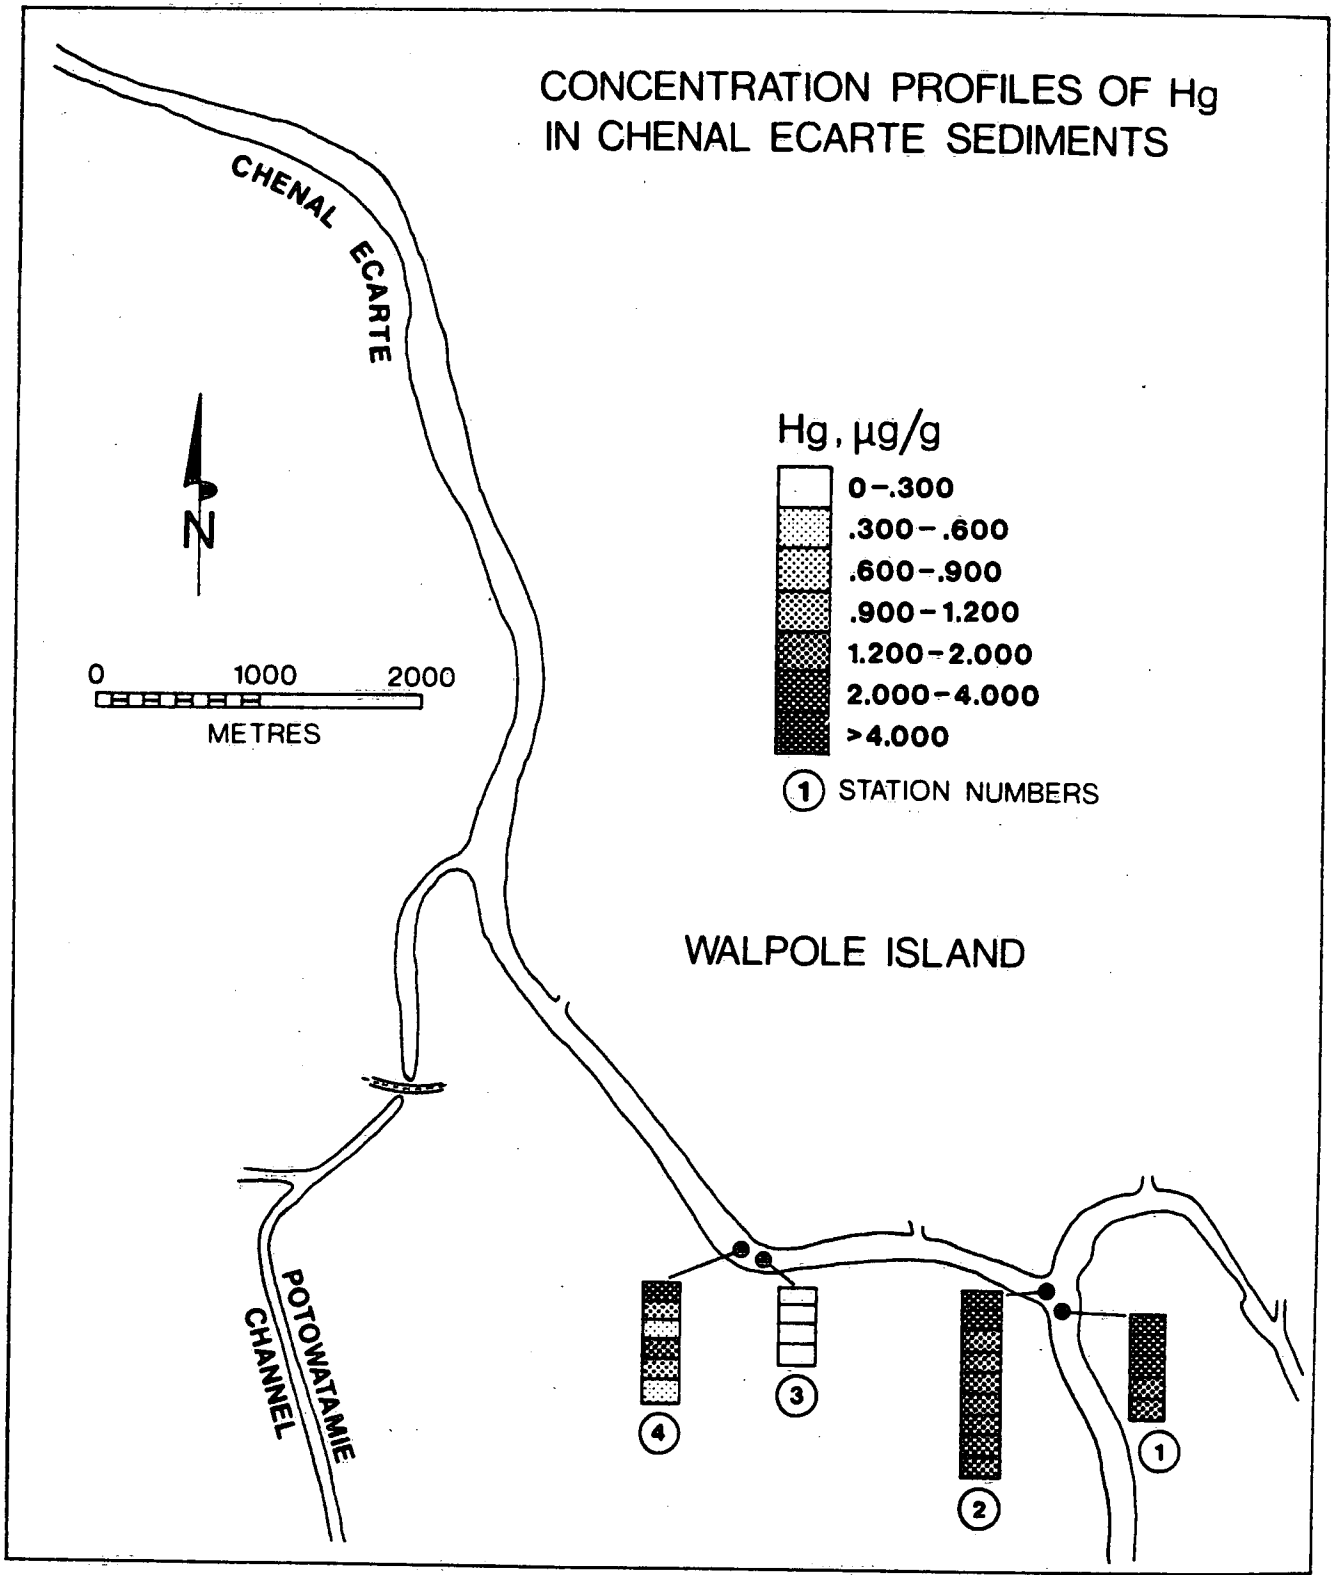 CONCENTRATION PROFILES OF Hg
IN CHENAL ECARTE SEDIMENTS
CHENAL ECARTE
Hg, µg/g
0-.300
.300-.600
.600-.900
.900-1.200
1.200-2.000
2.000-4.000
>4.000
1 STATION NUMBERS
N
0 1000 2000
METRES
WALPOLE ISLAND
POTOWATAMIE
CHANNEL
4
3
2
1